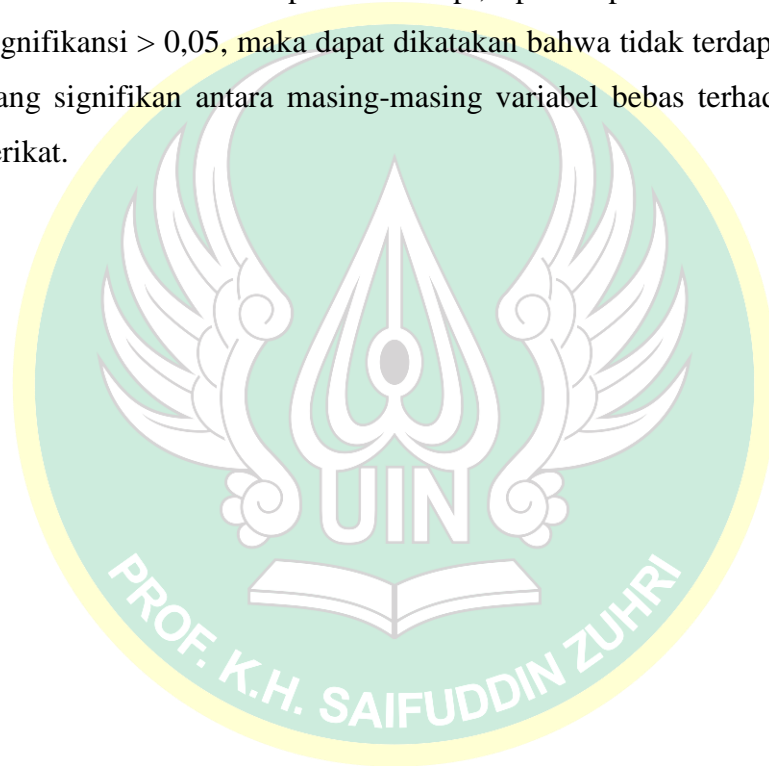 gnifikansi > 0,05, maka dapat dikatakan bahwa tidak terdap
ang signifikan antara masing-masing variabel bebas terhad
erikat.
UIN
PROF. K.H. SAIFUDDIN ZUHRI